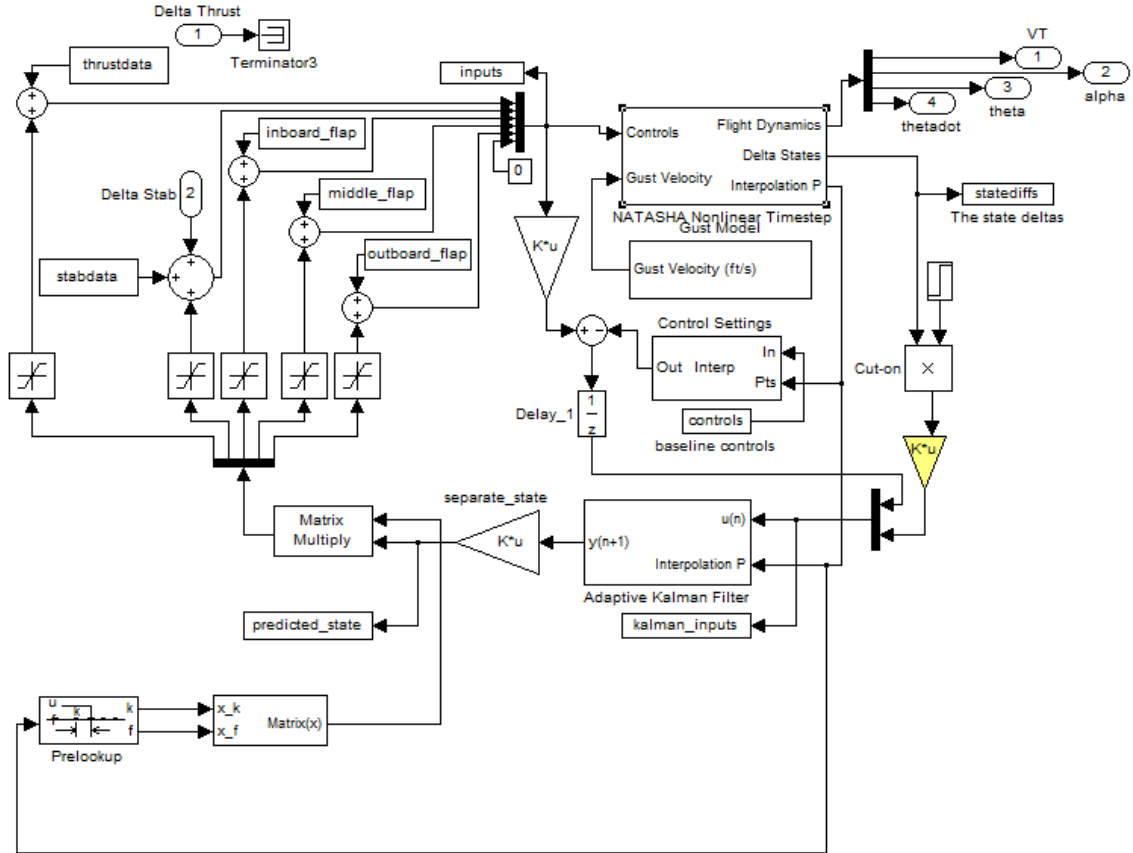 Delta Thrust
1
Terminator3
thrustdata
inputs
VT
1
2
alpha
3
theta
4
thetadot
inboard_flap
Controls
Flight Dynamics
Delta States
Gust Velocity
Interpolation P
NATASHA Nonlinear Timestep
0
Delta Stab
2
middle_flap
statediffs
The state deltas
Gust Model
Gust Velocity (ft/s)
K*u
outboard_flap
stabdata
Control Settings
In
Out
Interp
Pts
Cut-on
Delay_1
1
z
controls
baseline controls
K*u
separate_state
Matrix
Multiply
K*u
u(n)
y(n+1)
Interpolation P
Adaptive Kalman Filter
predicted_state
kalman_inputs
u
k
f
k
f
Prelookup
x_k
x_f
Matrix(x)